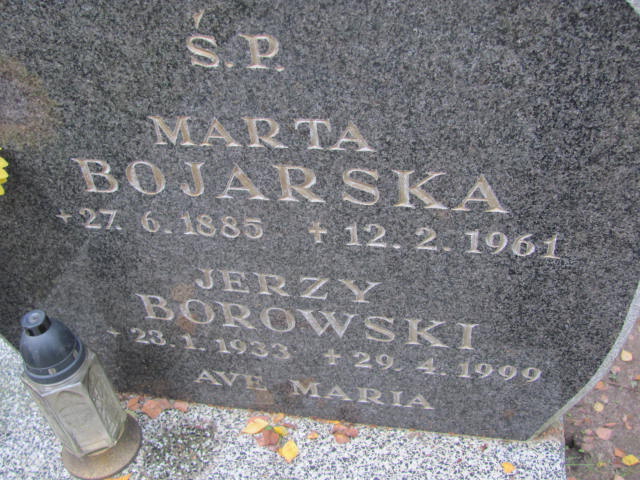 Ś.P.
MARTA
BOJARSKA
* 27. 6. 1885 + 12. 2. 1961
JERZY
BOROWSKI
* 23. 1. 1933 + 29. 4. 1999
AVE MARIA